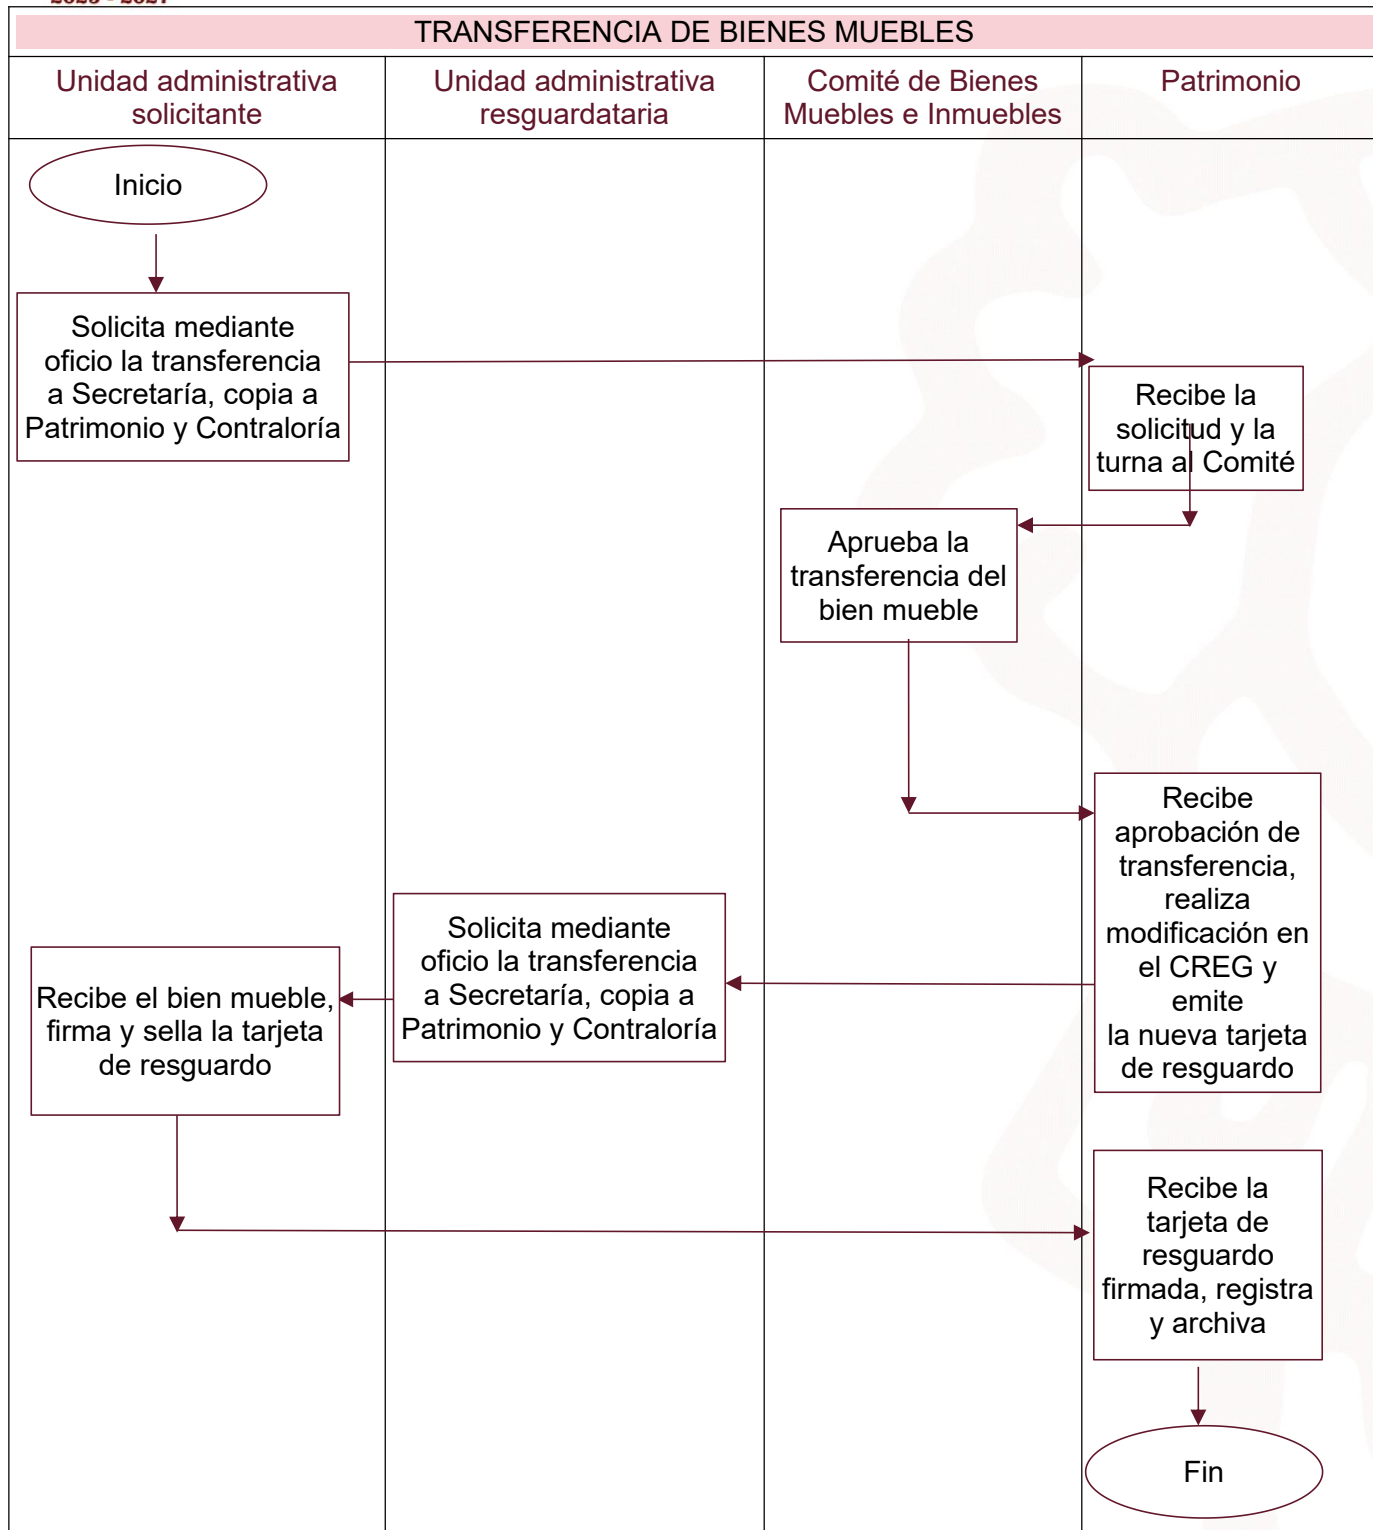 TRANSFERENCIA DE BIENES MUEBLES
Unidad administrativa
solicitante
Unidad administrativa
resguardataria
Comité de Bienes
Muebles e Inmuebles
Patrimonio
Inicio
Solicita mediante
oficio la transferencia
a Secretaría, copia a
Patrimonio y Contraloría
Recibe la
solicitud y la
turna al Comité
Aprueba la
transferencia del
bien mueble
Recibe
aprobación de
transferencia,
realiza
modificación en
el CREG y
emite
la nueva tarjeta
de resguardo
Solicita mediante
oficio la transferencia
a Secretaría, copia a
Patrimonio y Contraloría
Recibe el bien mueble,
firma y sella la tarjeta
de resguardo
Recibe la
tarjeta de
resguardo
firmada, registra
y archiva
Fin